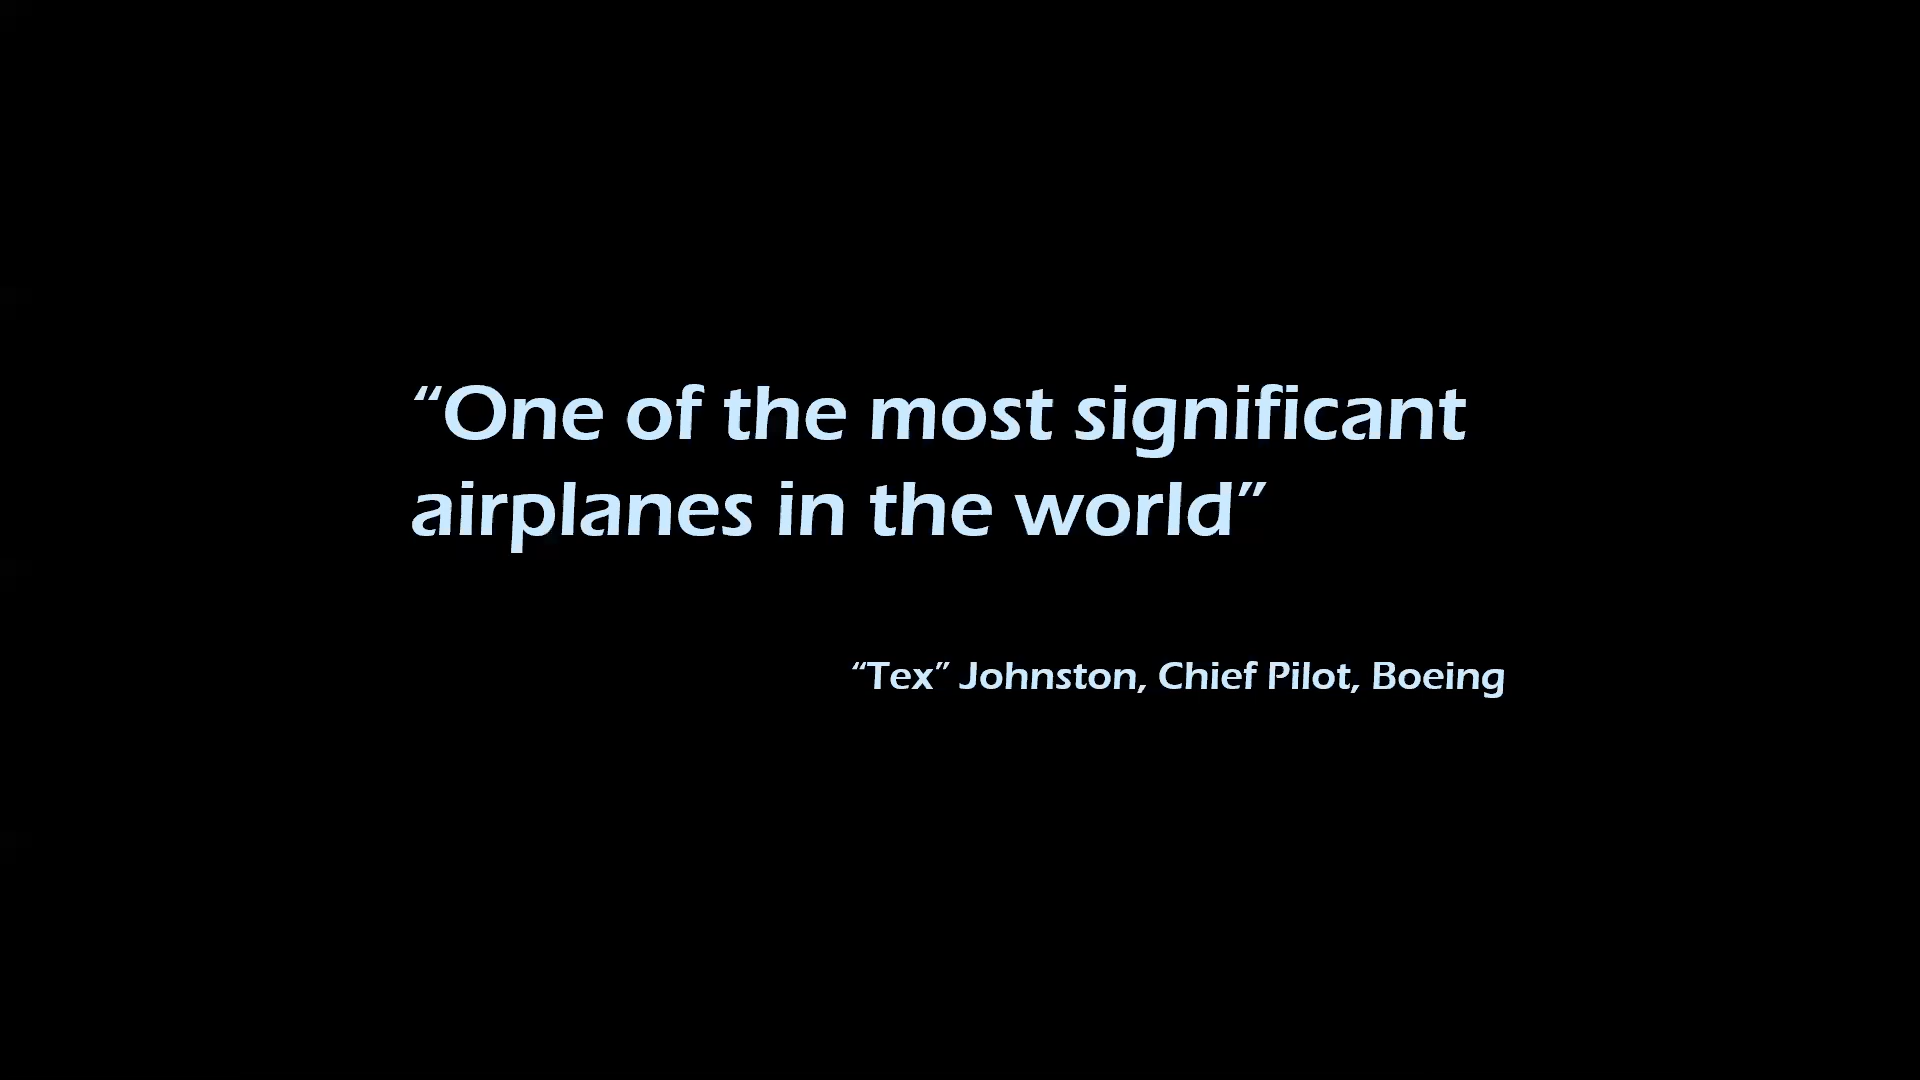 “One of the most significant
airplanes in the world”
“Tex” Johnston, Chief Pilot, Boeing